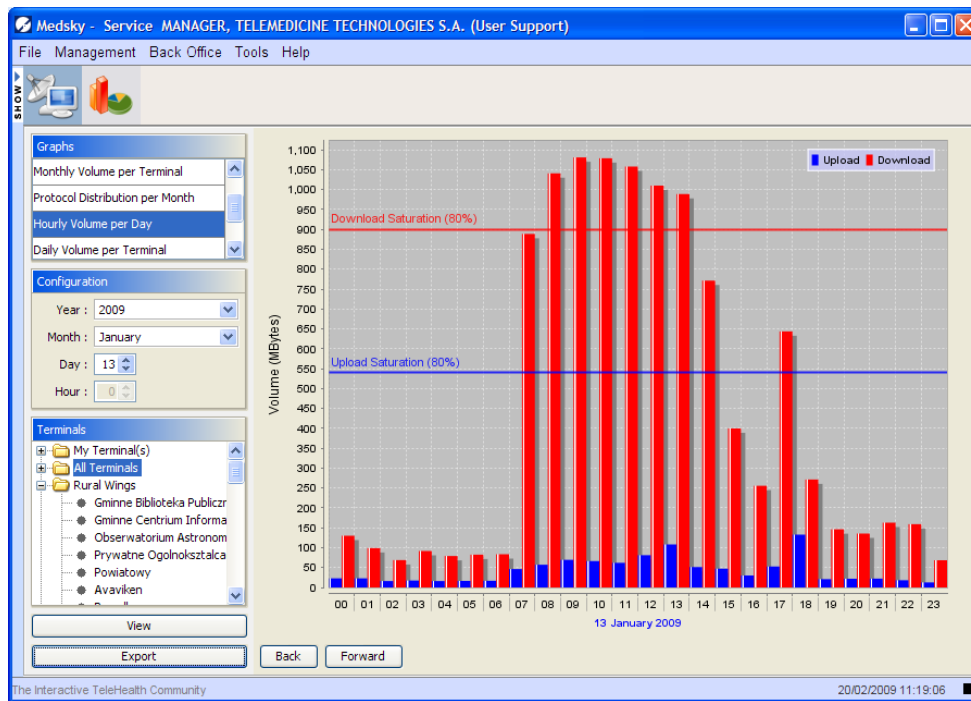 Medsky - Service MANAGER, TELEMEDICINE TECHNOLOGIES S.A. (User Support)
File Management Back Office Tools Help
SHOW
Graphs
Monthly Volume per Terminal
Protocol Distribution per Month
Hourly Volume per Day
Daily Volume per Terminal
Configuration
Year : 2009
Month : January
Day : 13
Hour : 0
Terminals
My Terminal(s)
All Terminals
Rural Wings
Gminne Biblioteka Publiczr
Gminne Centrium Informa
Obserwatorium Astronom
Prywatne Ogolnoksztalca
Powiatowy
Avaviken
View
Export
Volume (MBytes)
1,100
1,050
1,000
950
900
850
800
750
700
650
600
550
500
450
400
350
300
250
200
150
100
50
0
Upload Download
Download Saturation (80%)
Upload Saturation (80%)
00 01 02 03 04 05 06 07 08 09 10 11 12 13 14 15 16 17 18 19 20 21 22 23
13 January 2009
Back Forward
The Interactive TeleHealth Community
20/02/2009 11:19:06